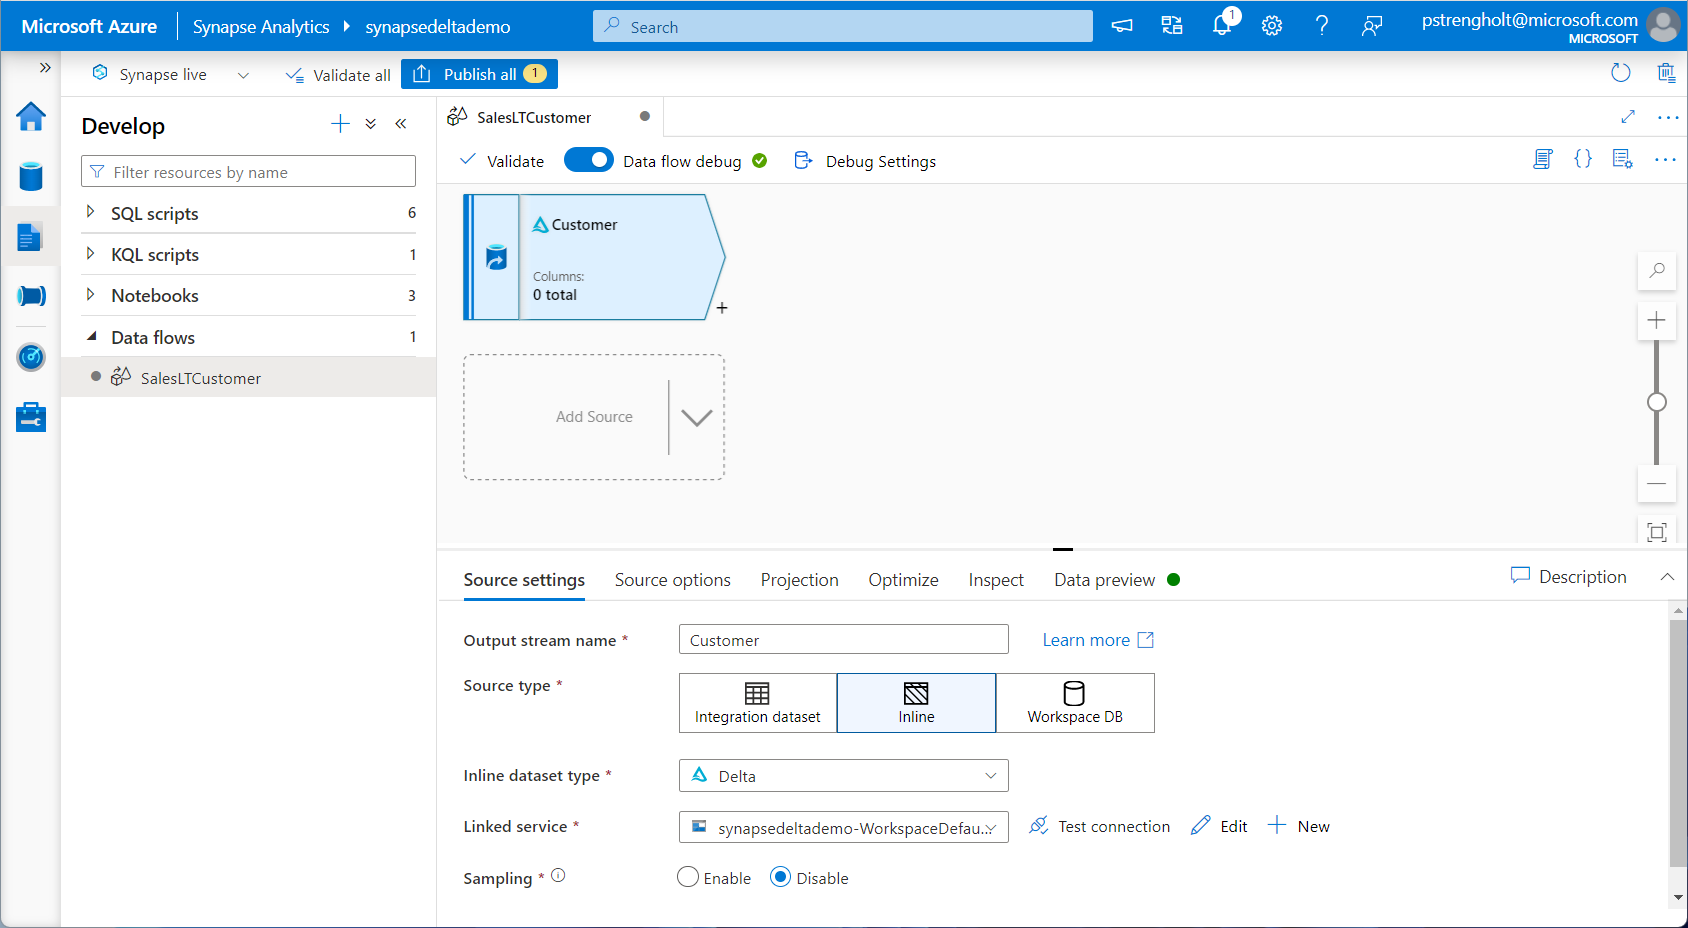 Microsoft Azure
Synapse Analytics
synapsedeltademo
Search
1
pstrengholt@microsoft.com
MICROSOFT
Synapse live
Validate all
Publish all 1
Develop
Filter resources by name
SQL scripts 6
KQL scripts 1
Notebooks 3
Data flows 1
SalesLTCustomer
SalesLTCustomer
Validate
Data flow debug
Debug Settings
Customer
Columns:
0 total
Add Source
Source settings
Source options
Projection
Optimize
Inspect
Data preview
Description
Output stream name *
Customer
Learn more
Source type *
Integration dataset
Inline
Workspace DB
Inline dataset type *
Delta
Linked service *
synapsedeltademo-WorkspaceDefau...
Test connection
Edit
New
Sampling *
Enable
Disable